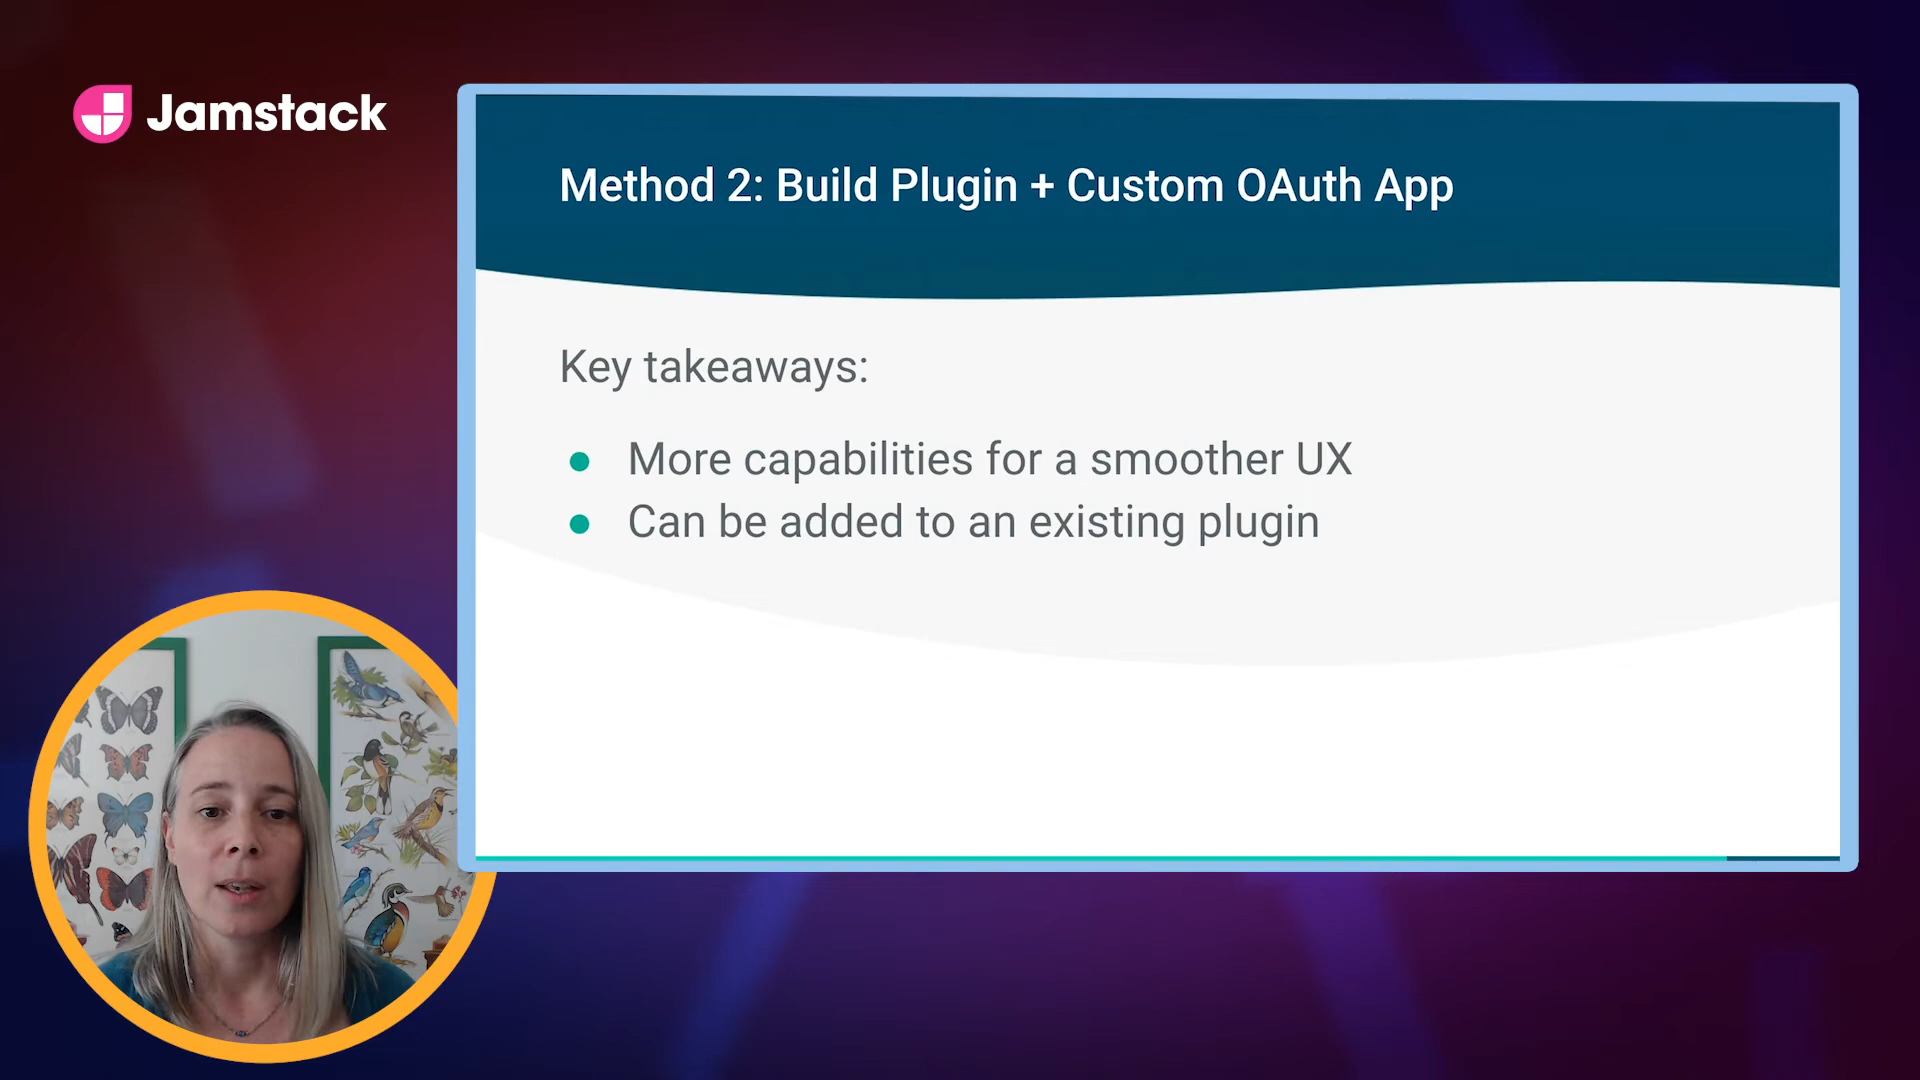 Jamstack
Method 2: Build Plugin + Custom OAuth App
Key takeaways:
● More capabilities for a smoother UX
● Can be added to an existing plugin